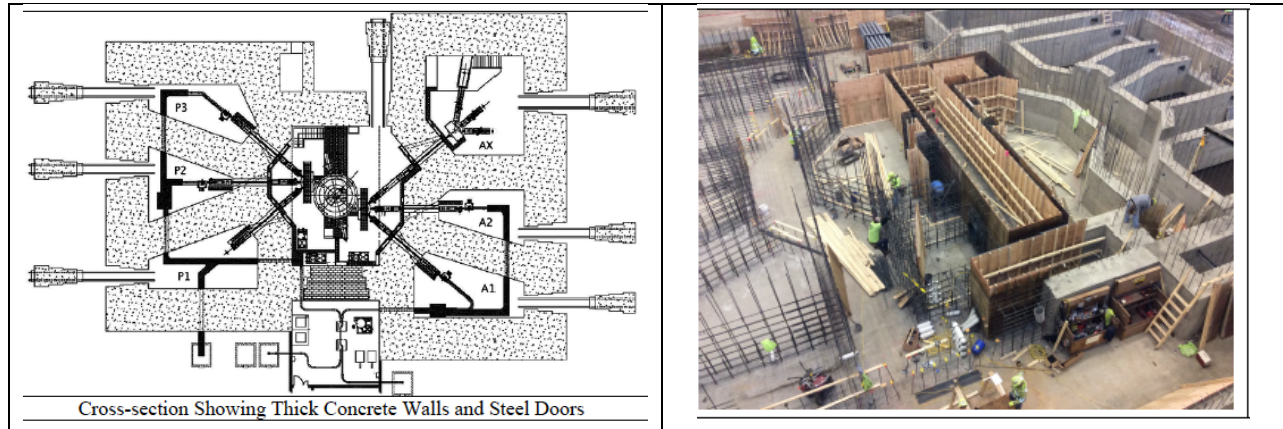 P3
AX
P2
A2
P1
A1
Cross-section Showing Thick Concrete Walls and Steel Doors